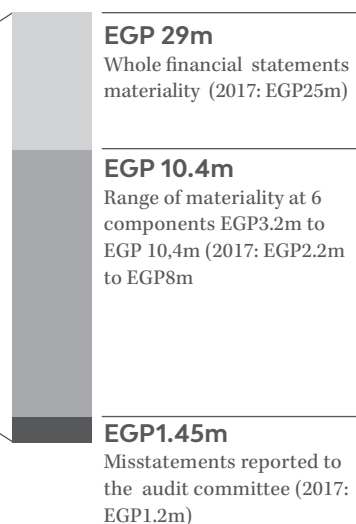 EGP 29m
Whole financial statements
materiality (2017: EGP25m)
EGP 10.4m
Range of materiality at 6
components EGP3.2m to
EGP 10,4m (2017: EGP2.2m
to EGP8m
EGP1.45m
Misstatements reported to
the audit committee (2017:
EGP1.2m)